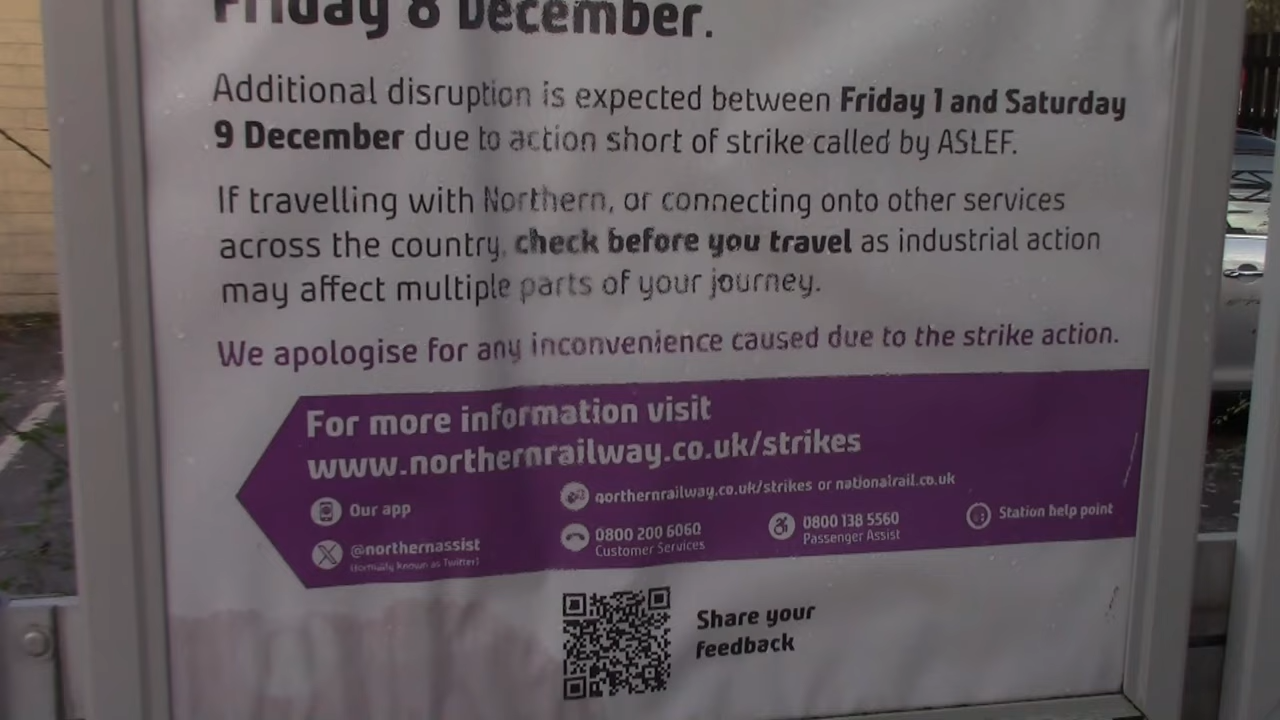 Friday 8 December.
Additional disruption is expected between Friday 1 and Saturday
9 December due to action short of strike called by ASLEF.
If travelling with Northern, or connecting onto other services
across the country, check before you travel as industrial action
may affect multiple parts of your journey.
We apologise for any inconvenience caused due to the strike action.
For more information visit
www.northernrailway.co.uk/strikes
Our app
northernrailway.co.uk/strikes or nationalrail.co.uk
@northernassist
(formally known as Twitter)
0800 200 6060
Customer Services
0800 138 5560
Passenger Assist
Station help point
Share your
feedback